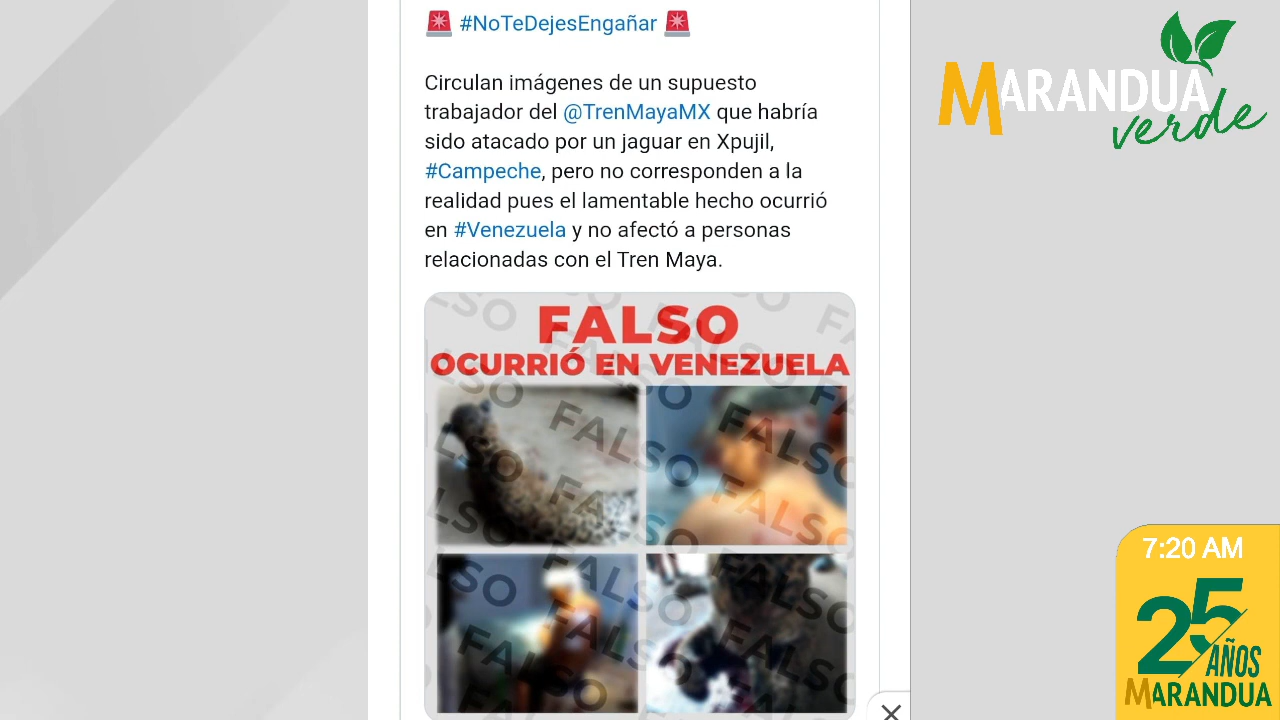 #NoTeDejesEngañar
Circulan imágenes de un supuesto
trabajador del @TrenMayaMX que habría
sido atacado por un jaguar en Xpujil,
#Campeche, pero no corresponden a la
realidad pues el lamentable hecho ocurrió
en #Venezuela y no afectó a personas
relacionadas con el Tren Maya.
FALSO
OCURRIÓ EN VENEZUELA
FALSO
FALSO
FALSO
FALSO
FALSO
FALSO
MARANDUA
verde
7:20 AM
25
AÑOS
MARANDUA